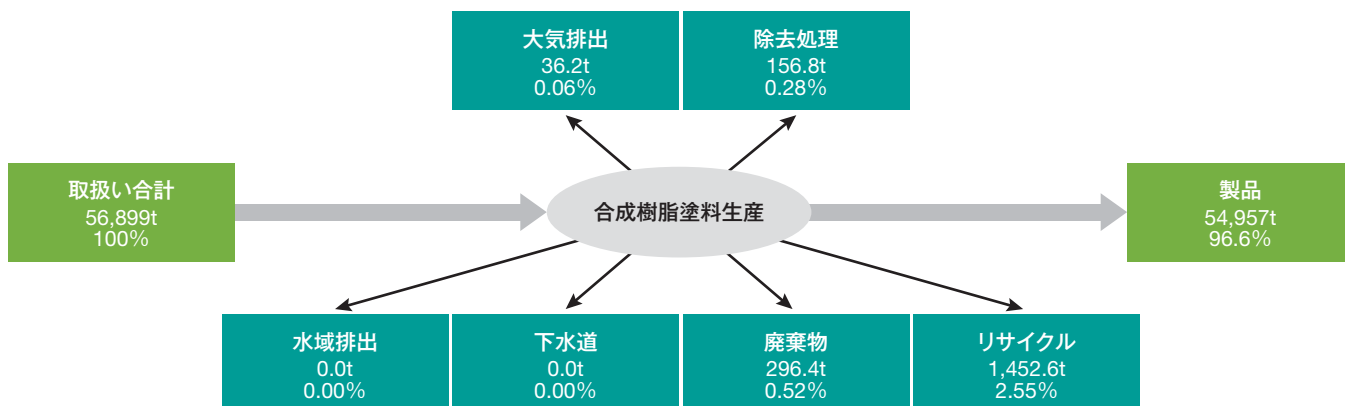 大気排出
36.2t
0.06%
除去処理
156.8t
0.28%
取扱い合計
56,899t
100%
合成樹脂塗料生産
製品
54,957t
96.6%
水域排出
0.0t
0.00%
下水道
0.0t
0.00%
廃棄物
296.4t
0.52%
リサイクル
1,452.6t
2.55%